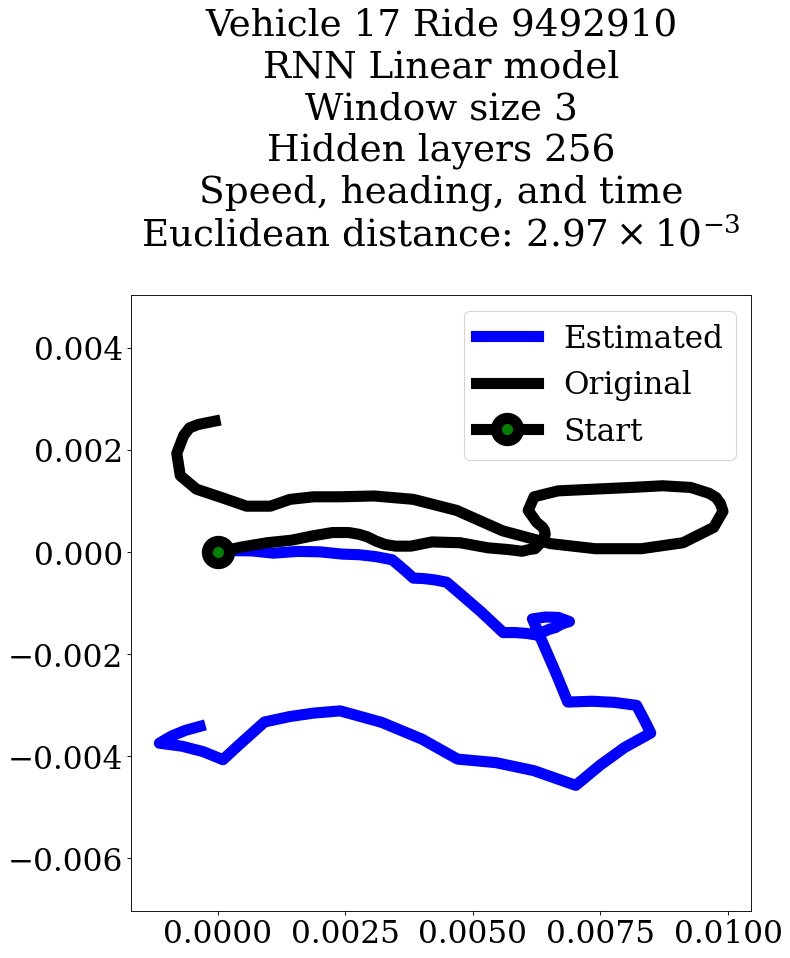 Vehicle 17 Ride 9492910
RNN Linear model
Window size 3
Hidden layers 256
Speed, heading, and time
Euclidean distance: 2.97 × 10⁻³
Estimated
Original
Start
0.004
0.002
0.000
−0.002
−0.004
−0.006
0.0000 0.0025 0.0050 0.0075 0.0100